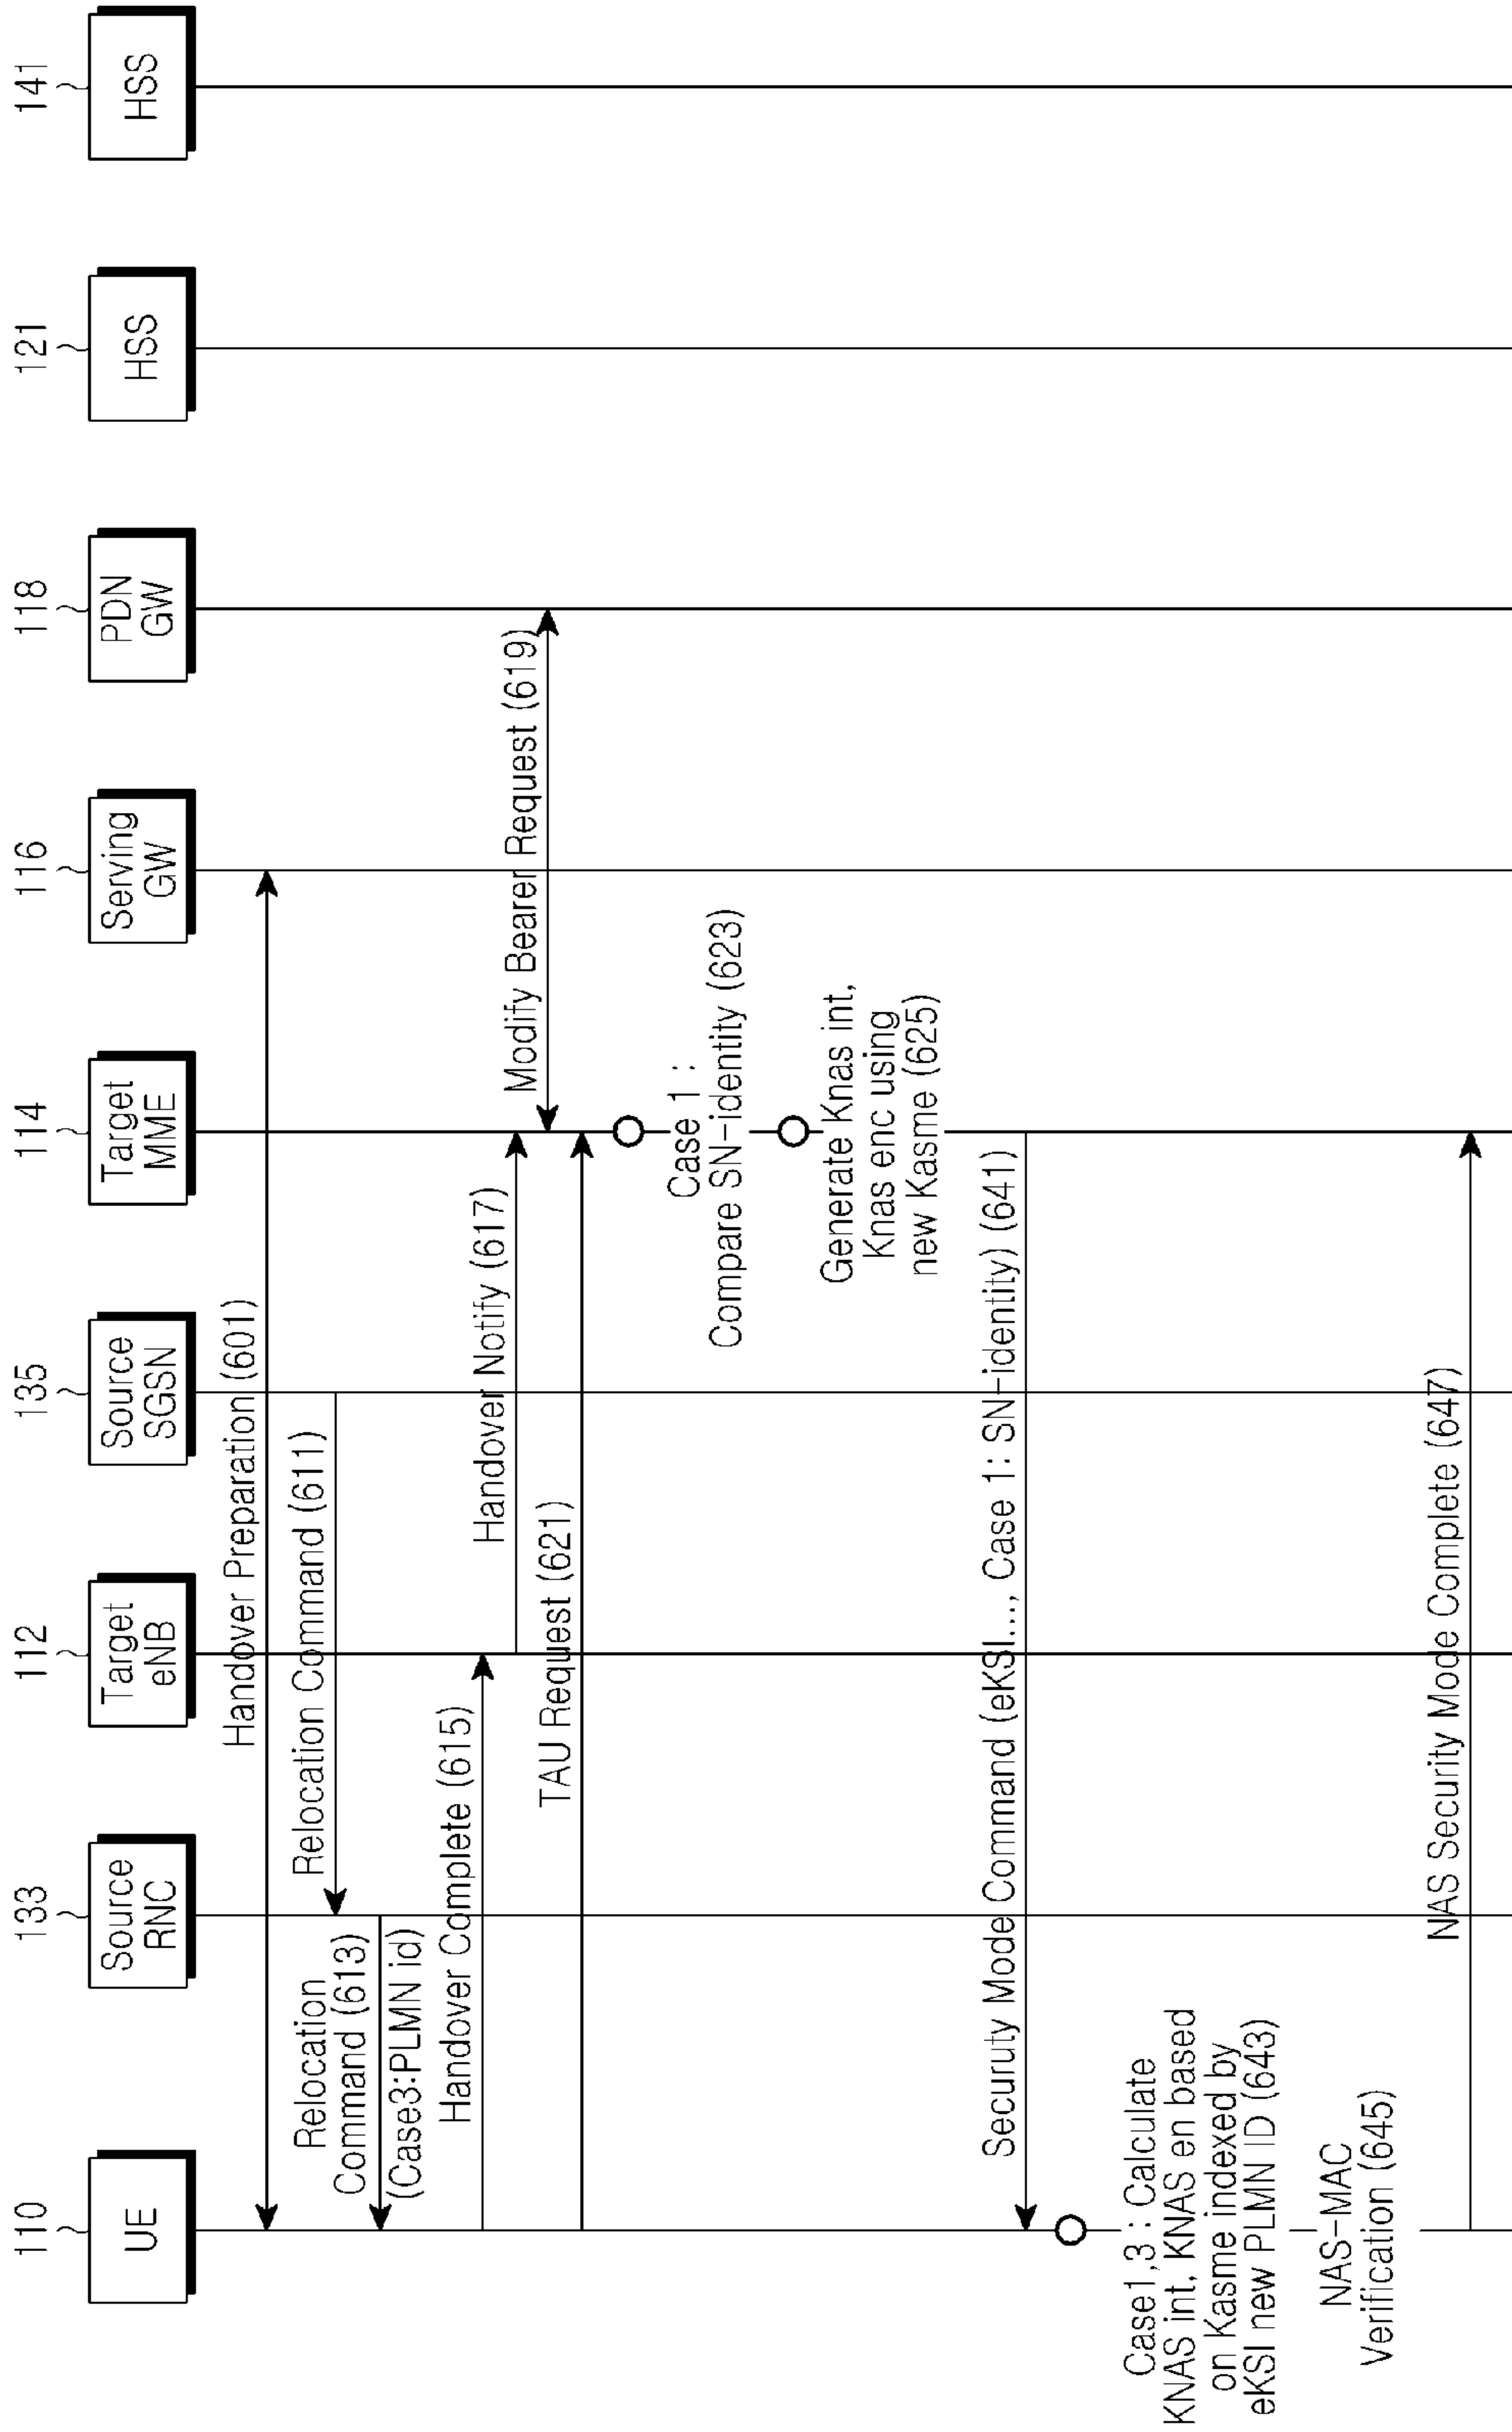 110
UE
133
Source
RNC
112
Target
eNB
135
Source
SGSN
114
Target
MME
116
Serving
GW
118
PDN
GW
121
HSS
141
HSS
Handover Preparation (601)
Relocation Command (611)
Relocation
Command (613)
(Case3:PLMN id)
Handover Complete (615)
Handover Notify (617)
Modify Bearer Request (619)
TAU Request (621)
Case 1 :
Compare SN-identity (623)
Generate Knas int,
Knas enc using
new Kasme (625)
Securuty Mode Command (eKSI..., Case 1: SN-identity) (641)
Case1,3 : Calculate
KNAS int, KNAS en based
on Kasme indexed by
eKSI new PLMN ID (643)
NAS-MAC
Verification (645)
NAS Security Mode Complete (647)